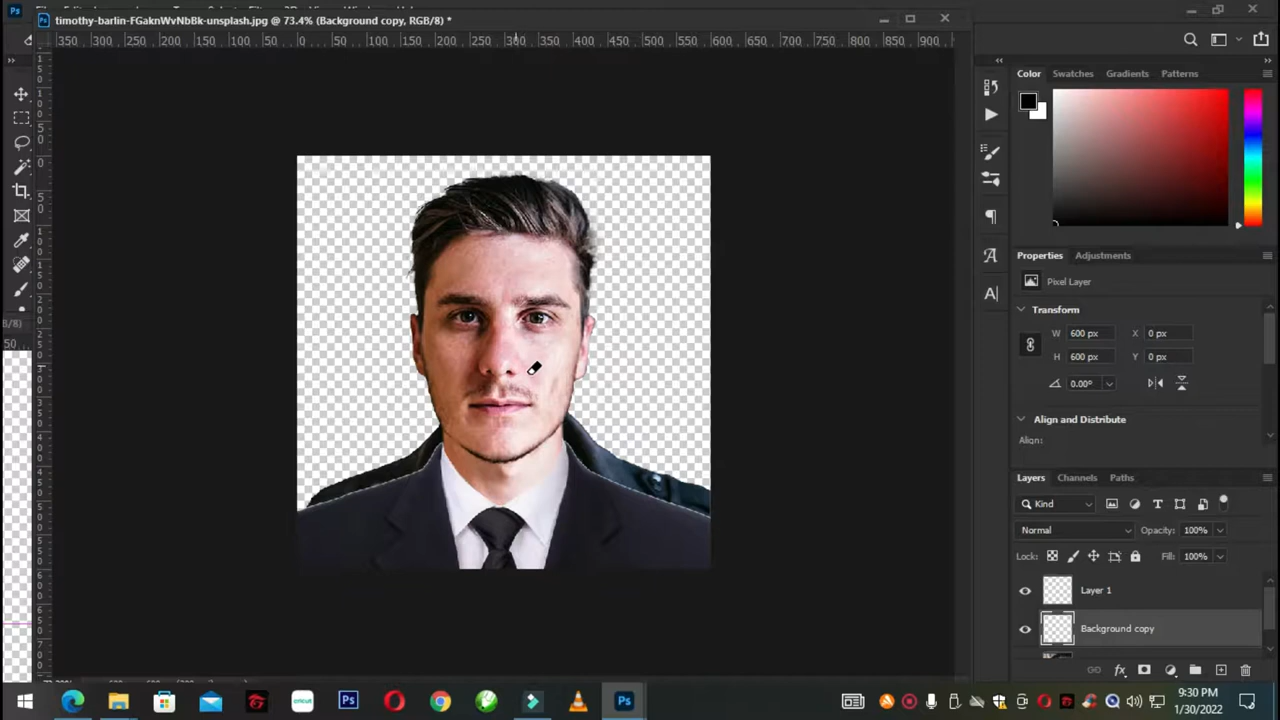 timothy-barlin-FGaknWvNbBk-unsplash.jpg @ 73.4% (Background copy, RGB/8) *
350 300 250 200 150 100 50 0 50 100 150 200 250 300 350 400 450 500 550 600 650 700 750 800 850 900
Color Swatches Gradients Patterns
Properties Adjustments
Pixel Layer
Transform
W 600 px X 0 px
H 600 px Y 0 px
0.00°
Align and Distribute
Align:
B/8)
50
Layers Channels Paths
Kind
Normal Opacity: 100%
Lock: Fill: 100%
Layer 1
Background copy
9:30 PM
1/30/2022